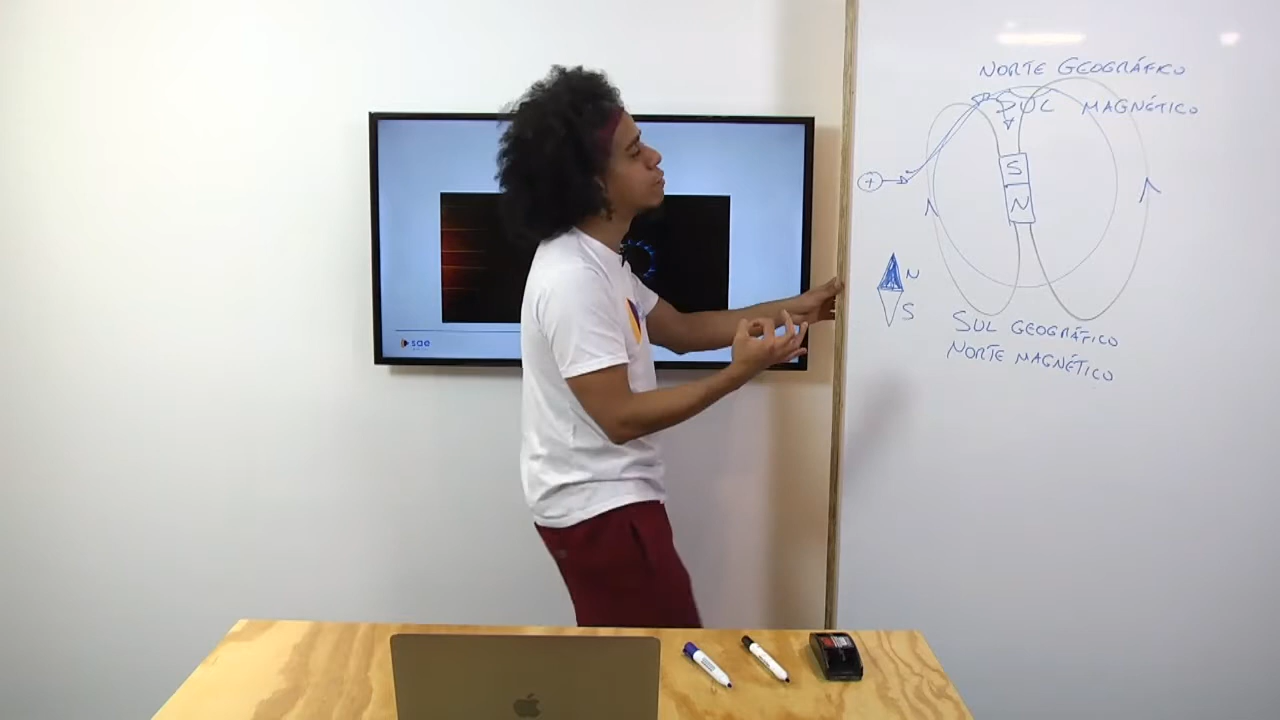 NORTE GEOGRÁFICO
SUL MAGNÉTICO
S
N
+
N
S
SUL GEOGRÁFICO
NORTE MAGNÉTICO
sae